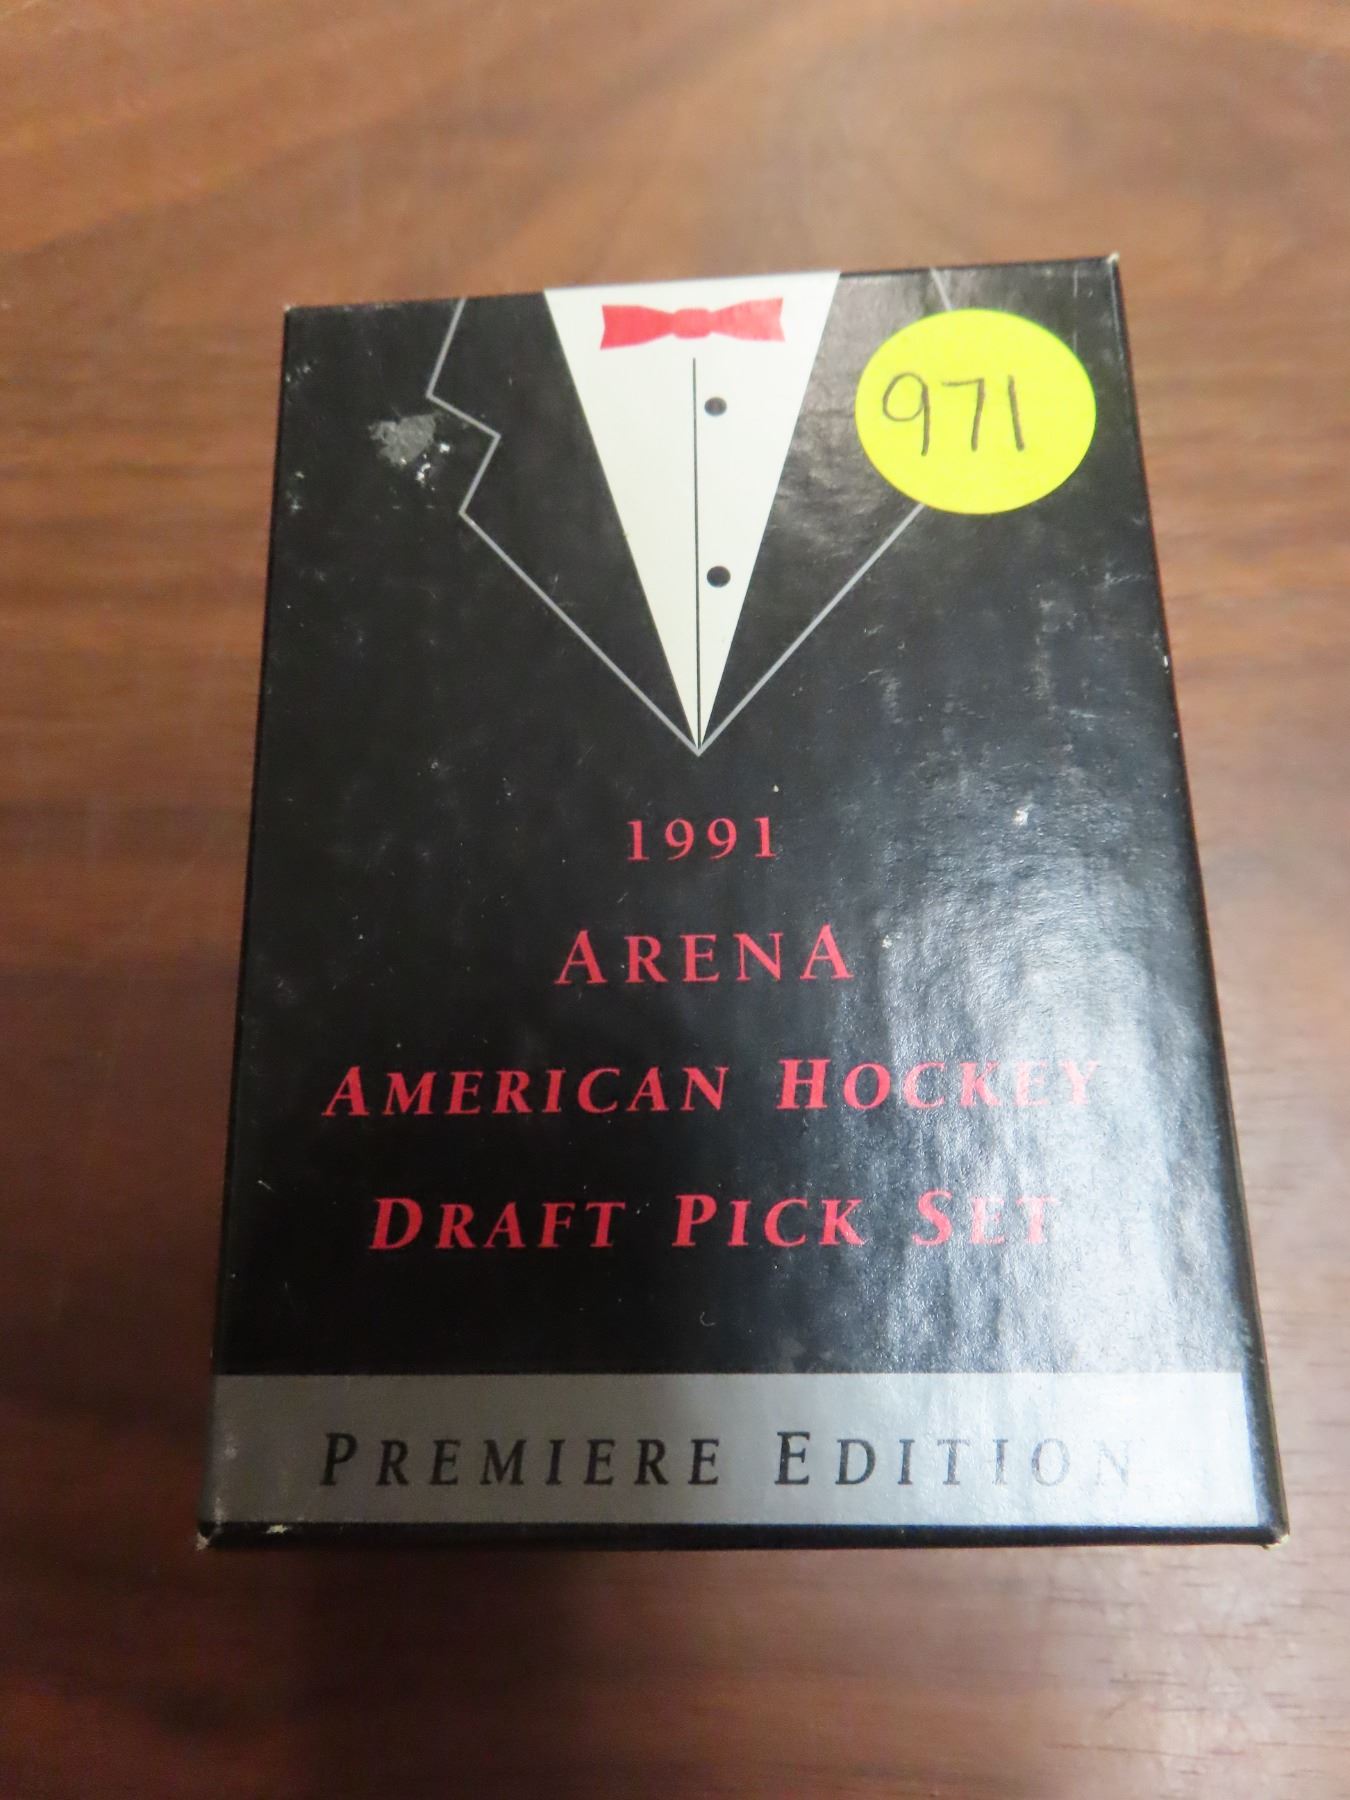 971
1991
ARENA
AMERICAN HOCKEY
DRAFT PICK SET
PREMIERE EDITION